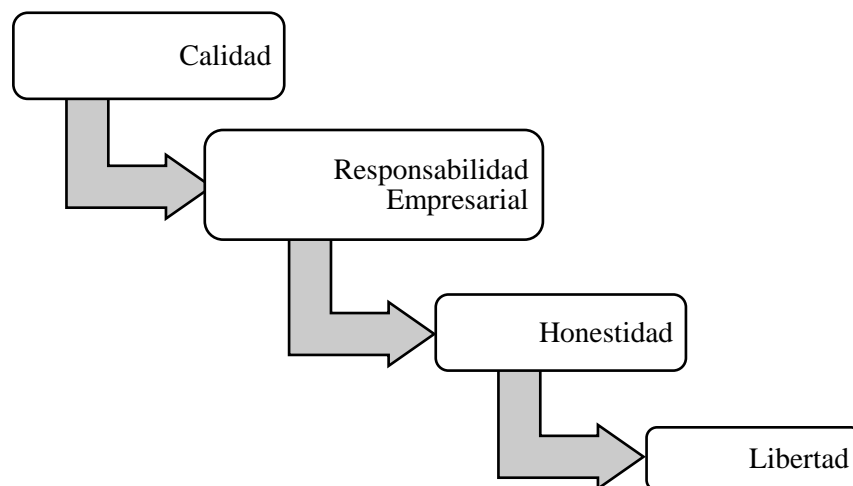 Calidad
Responsabilidad
Empresarial
Honestidad
Libertad